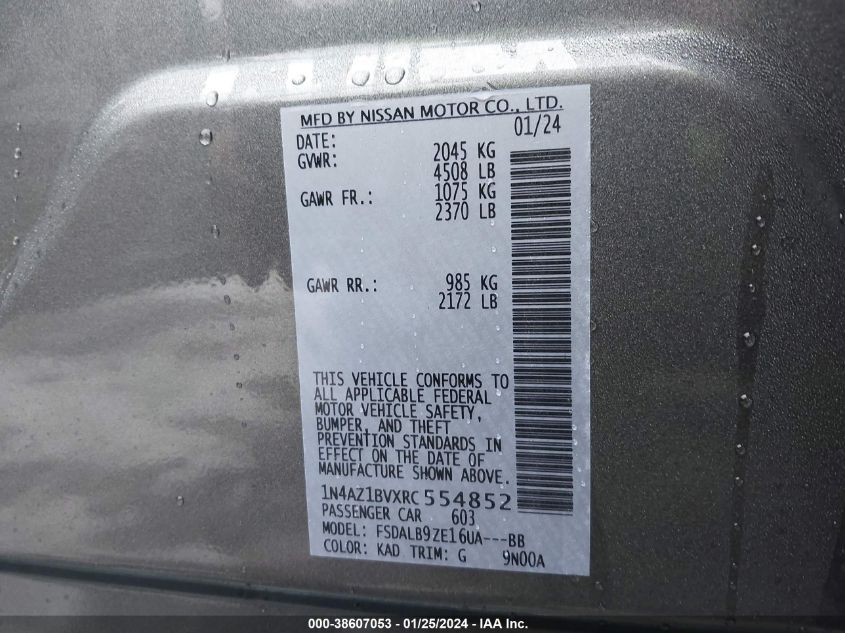 MFD BY NISSAN MOTOR CO., LTD.
DATE: 01/24
GVWR: 2045 KG
4508 LB
GAWR FR.: 1075 KG
2370 LB
GAWR RR.: 985 KG
2172 LB
THIS VEHICLE CONFORMS TO
ALL APPLICABLE FEDERAL
MOTOR VEHICLE SAFETY,
BUMPER, AND THEFT
PREVENTION STANDARDS IN
EFFECT ON THE DATE OF
MANUFACTURE SHOWN ABOVE.
1N4AZ1BVXRC554852
PASSENGER CAR 603
MODEL: FSDALB9ZE16UA---BB
COLOR: KAD TRIM: G 9N00A
000-38607053 — 01/25/2024 — IAA Inc.